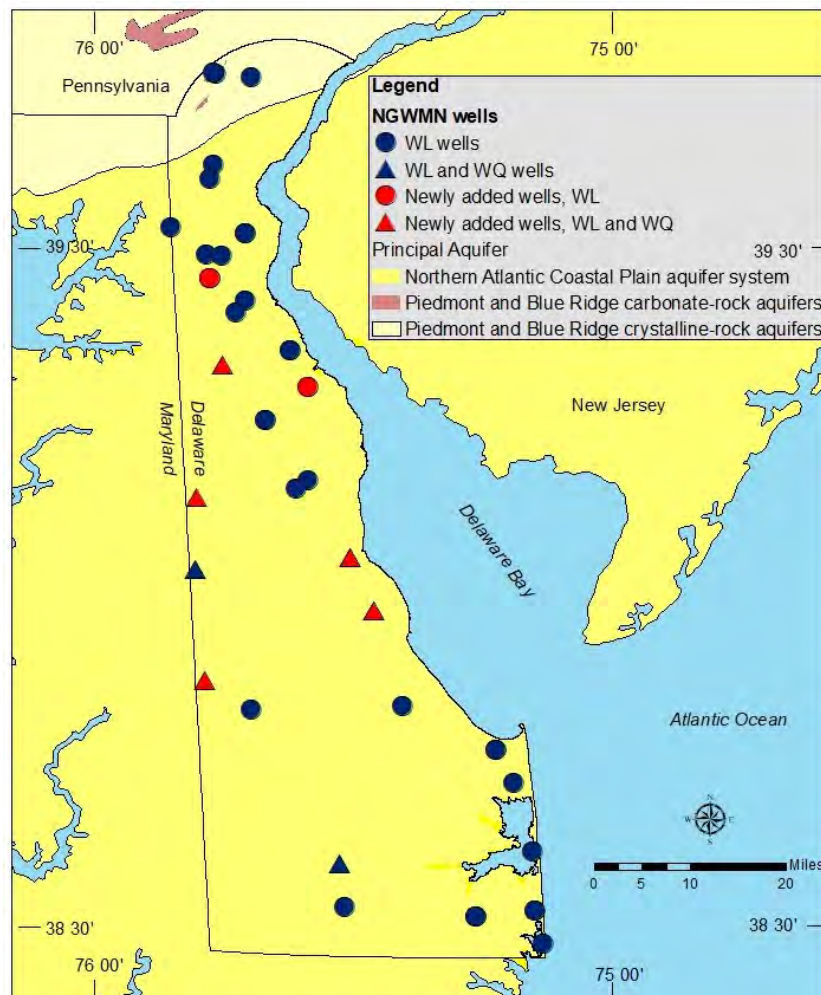 76 00'
75 00'
Pennsylvania
Legend
NGWMN wells
WL wells
WL and WQ wells
Newly added wells, WL
Newly added wells, WL and WQ
Principal Aquifer
39 30'
39 30'
Northern Atlantic Coastal Plain aquifer system
Piedmont and Blue Ridge carbonate-rock aquifers
Piedmont and Blue Ridge crystalline-rock aquifers
Maryland
Delaware
New Jersey
Delaware Bay
Atlantic Ocean
N
W E
S
Miles
0 5 10 20
38 30'
38 30'
76 00'
75 00'